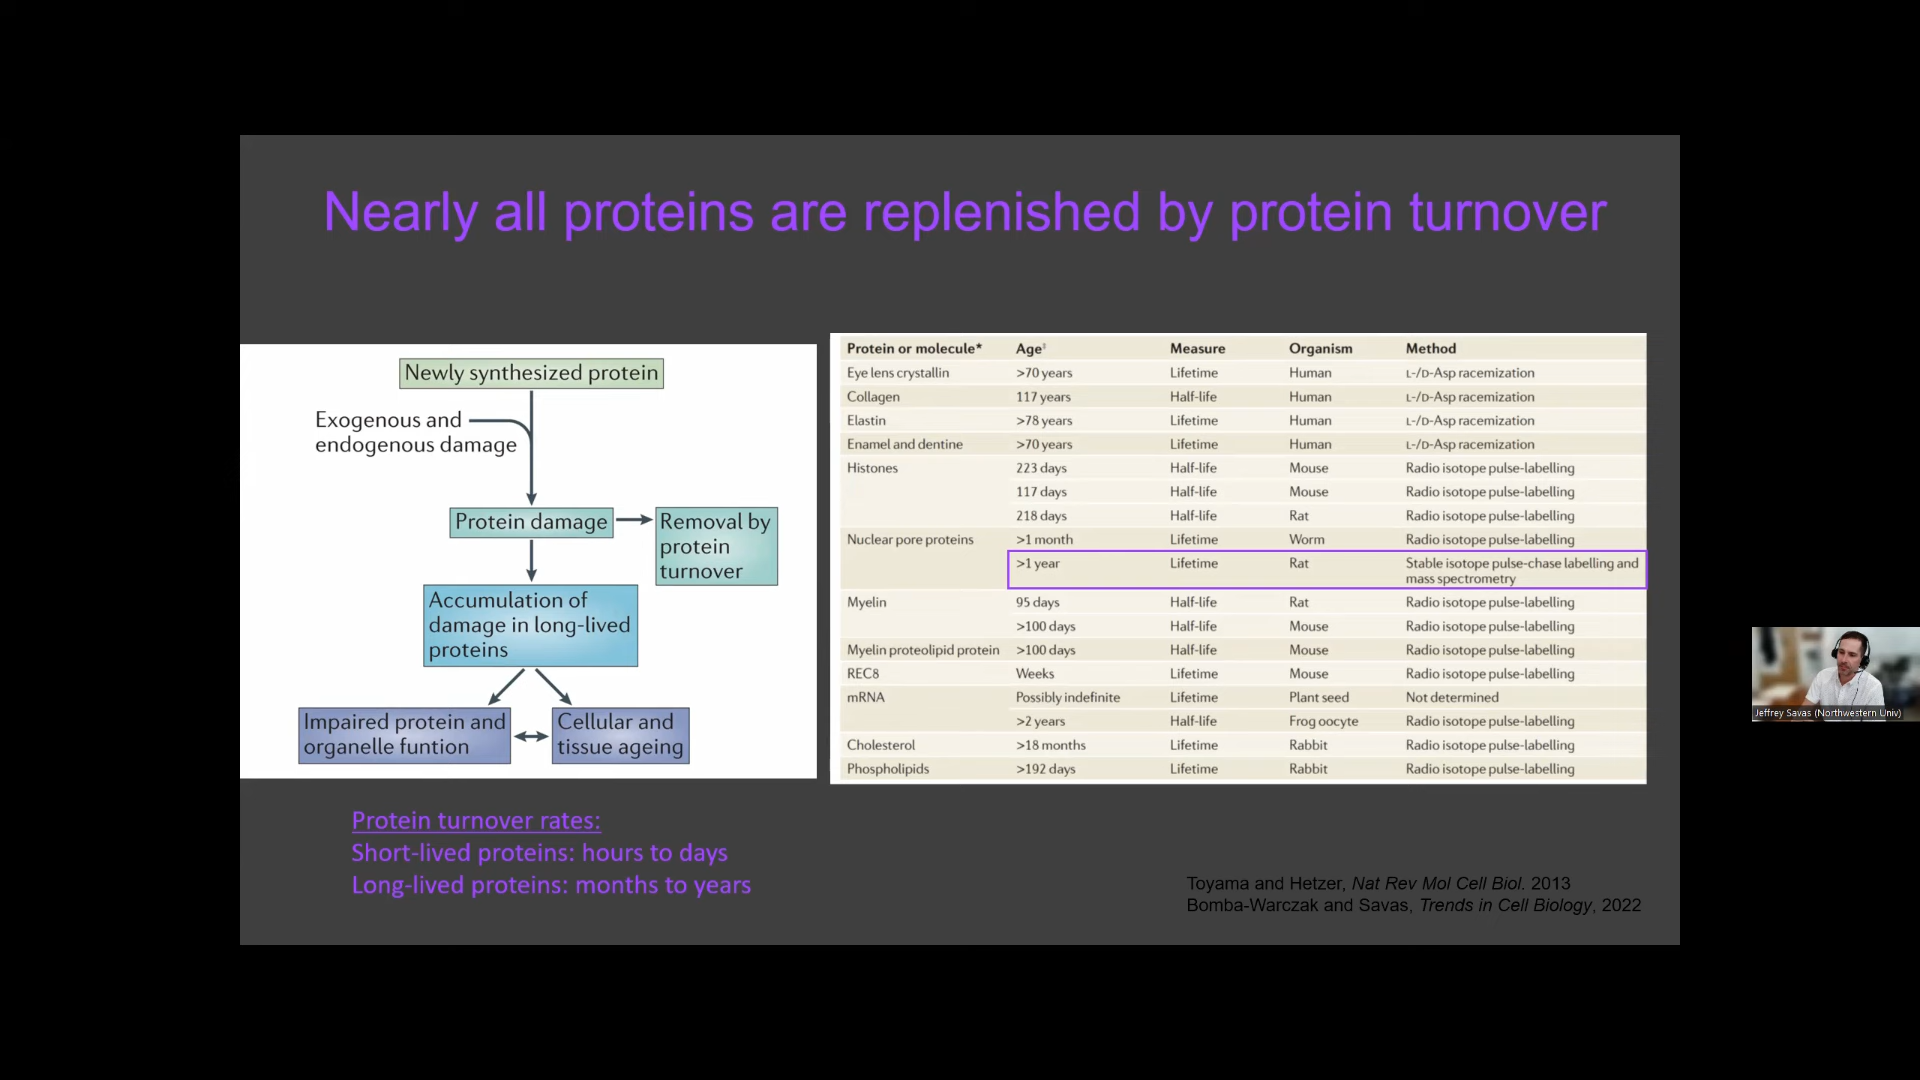 Nearly all proteins are replenished by protein turnover
Newly synthesized protein
Exogenous and
endogenous damage
Protein damage
Removal by
protein
turnover
Accumulation of
damage in long-lived
proteins
Impaired protein and
organelle funtion
Cellular and
tissue ageing
Protein turnover rates:
Short-lived proteins: hours to days
Long-lived proteins: months to years
Protein or molecule* Age‡ Measure Organism Method
Eye lens crystallin >70 years Lifetime Human L-/D-Asp racemization
Collagen 117 years Half-life Human L-/D-Asp racemization
Elastin >78 years Lifetime Human L-/D-Asp racemization
Enamel and dentine >70 years Lifetime Human L-/D-Asp racemization
Histones 223 days Half-life Mouse Radio isotope pulse-labelling
117 days Half-life Mouse Radio isotope pulse-labelling
218 days Half-life Rat Radio isotope pulse-labelling
Nuclear pore proteins >1 month Lifetime Worm Radio isotope pulse-labelling
>1 year Lifetime Rat Stable isotope pulse-chase labelling and
mass spectrometry
Myelin 95 days Half-life Rat Radio isotope pulse-labelling
>100 days Half-life Mouse Radio isotope pulse-labelling
Myelin proteolipid protein >100 days Half-life Mouse Radio isotope pulse-labelling
REC8 Weeks Lifetime Mouse Radio isotope pulse-labelling
mRNA Possibly indefinite Lifetime Plant seed Not determined
>2 years Half-life Frog oocyte Radio isotope pulse-labelling
Cholesterol >18 months Lifetime Rabbit Radio isotope pulse-labelling
Phospholipids >192 days Lifetime Rabbit Radio isotope pulse-labelling
Toyama and Hetzer, Nat Rev Mol Cell Biol. 2013
Bomba-Warczak and Savas, Trends in Cell Biology, 2022
Jeffrey Savas (Northwestern Univ)